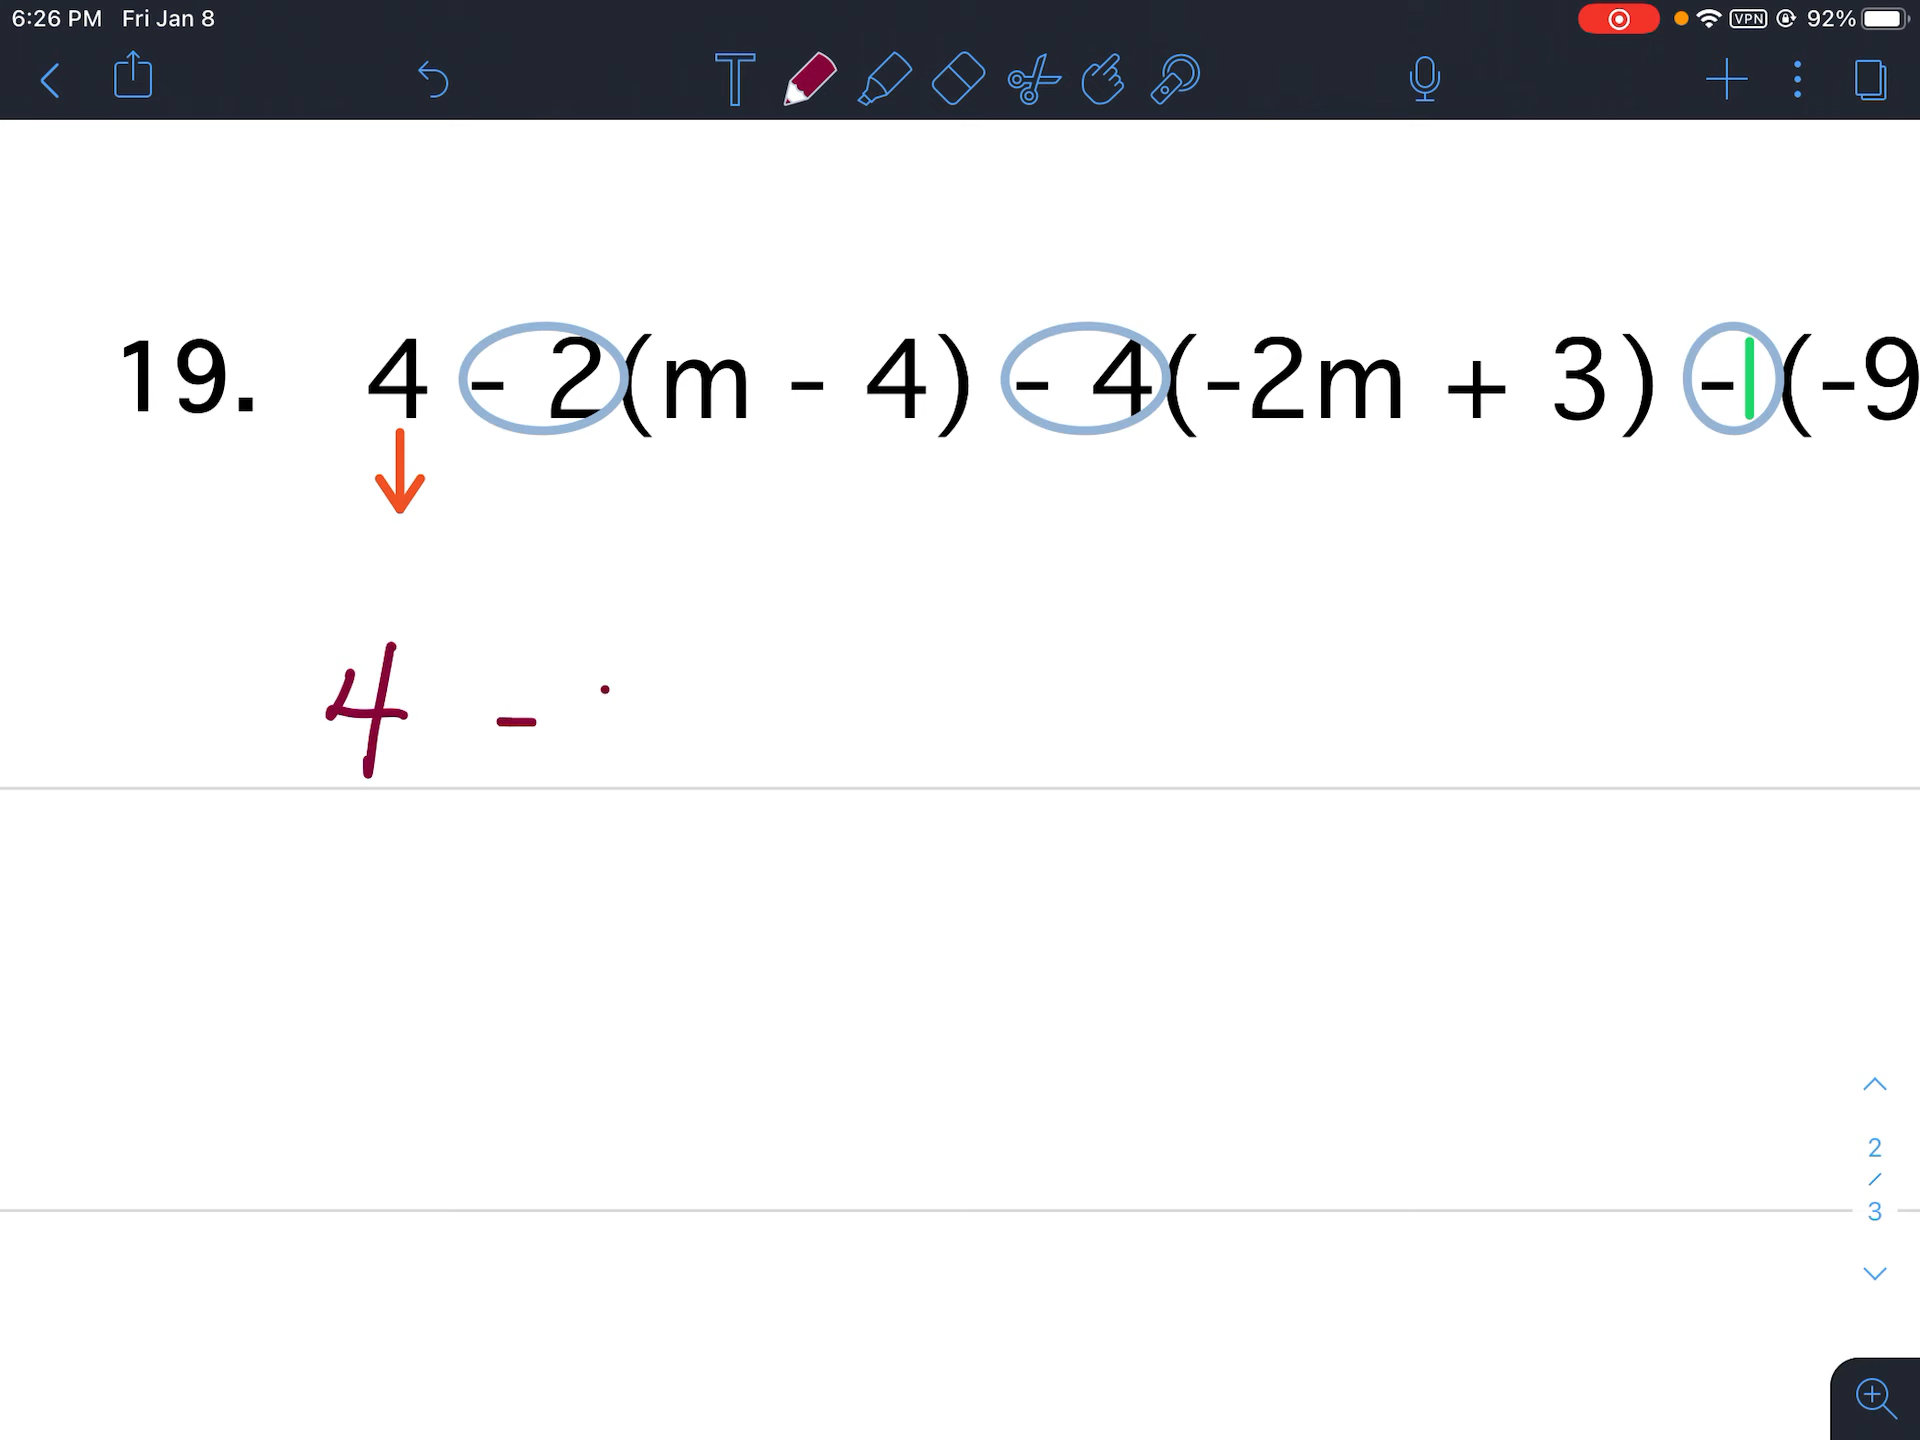 6:26 PM Fri Jan 8 VPN 92%
19. 4 - 2(m - 4) - 4(-2m + 3) -1(-9
4 -
2
/
3